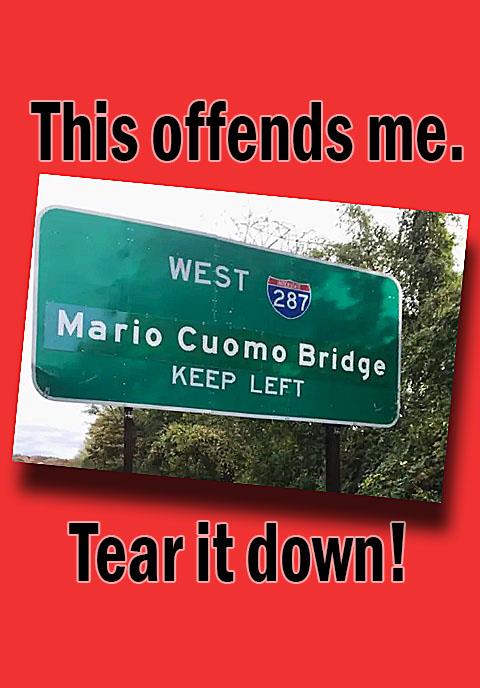 This offends me.
WEST
INTERSTATE
287
Mario Cuomo Bridge
KEEP LEFT
Tear it down!